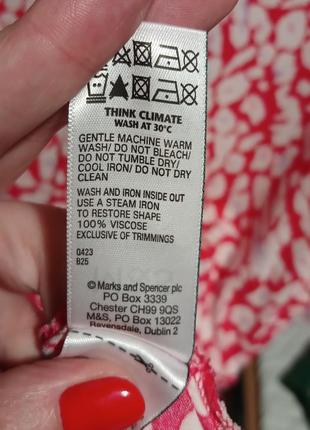 THINK CLIMATE
WASH AT 30°C
GENTLE MACHINE WARM
WASH/ DO NOT BLEACH/
DO NOT TUMBLE DRY/
COOL IRON/ DO NOT DRY
CLEAN
WASH AND IRON INSIDE OUT
USE A STEAM IRON
TO RESTORE SHAPE
100% VISCOSE
EXCLUSIVE OF TRIMMINGS
Q423
B25
© Marks and Spencer plc
PO Box 3339
Chester CH99 9QS
M&S, PO Box 13022
Ravensdale, Dublin 2